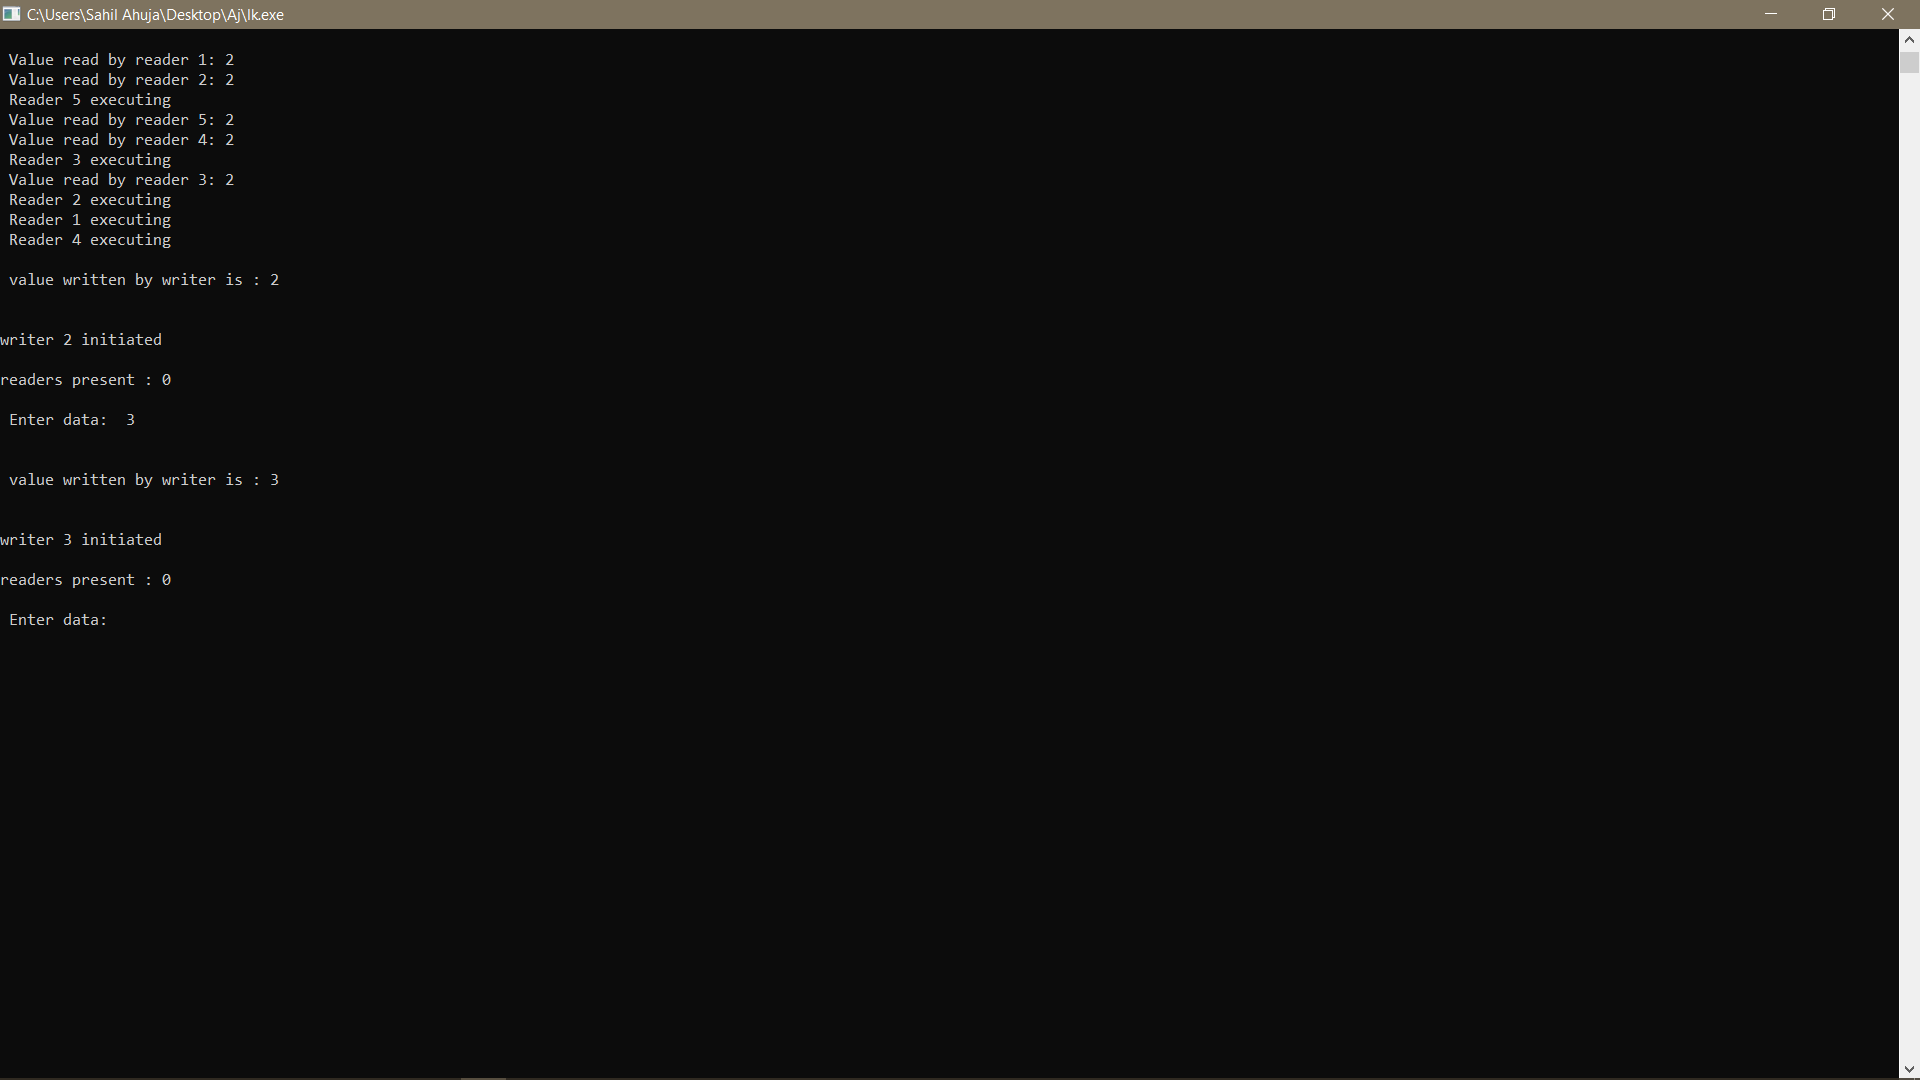 C:\Users\Sahil Ahuja\Desktop\Aj\lk.exe
Value read by reader 1: 2
Value read by reader 2: 2
Reader 5 executing
Value read by reader 5: 2
Value read by reader 4: 2
Reader 3 executing
Value read by reader 3: 2
Reader 2 executing
Reader 1 executing
Reader 4 executing
value written by writer is : 2
writer 2 initiated
readers present : 0
Enter data:  3
value written by writer is : 3
writer 3 initiated
readers present : 0
Enter data: